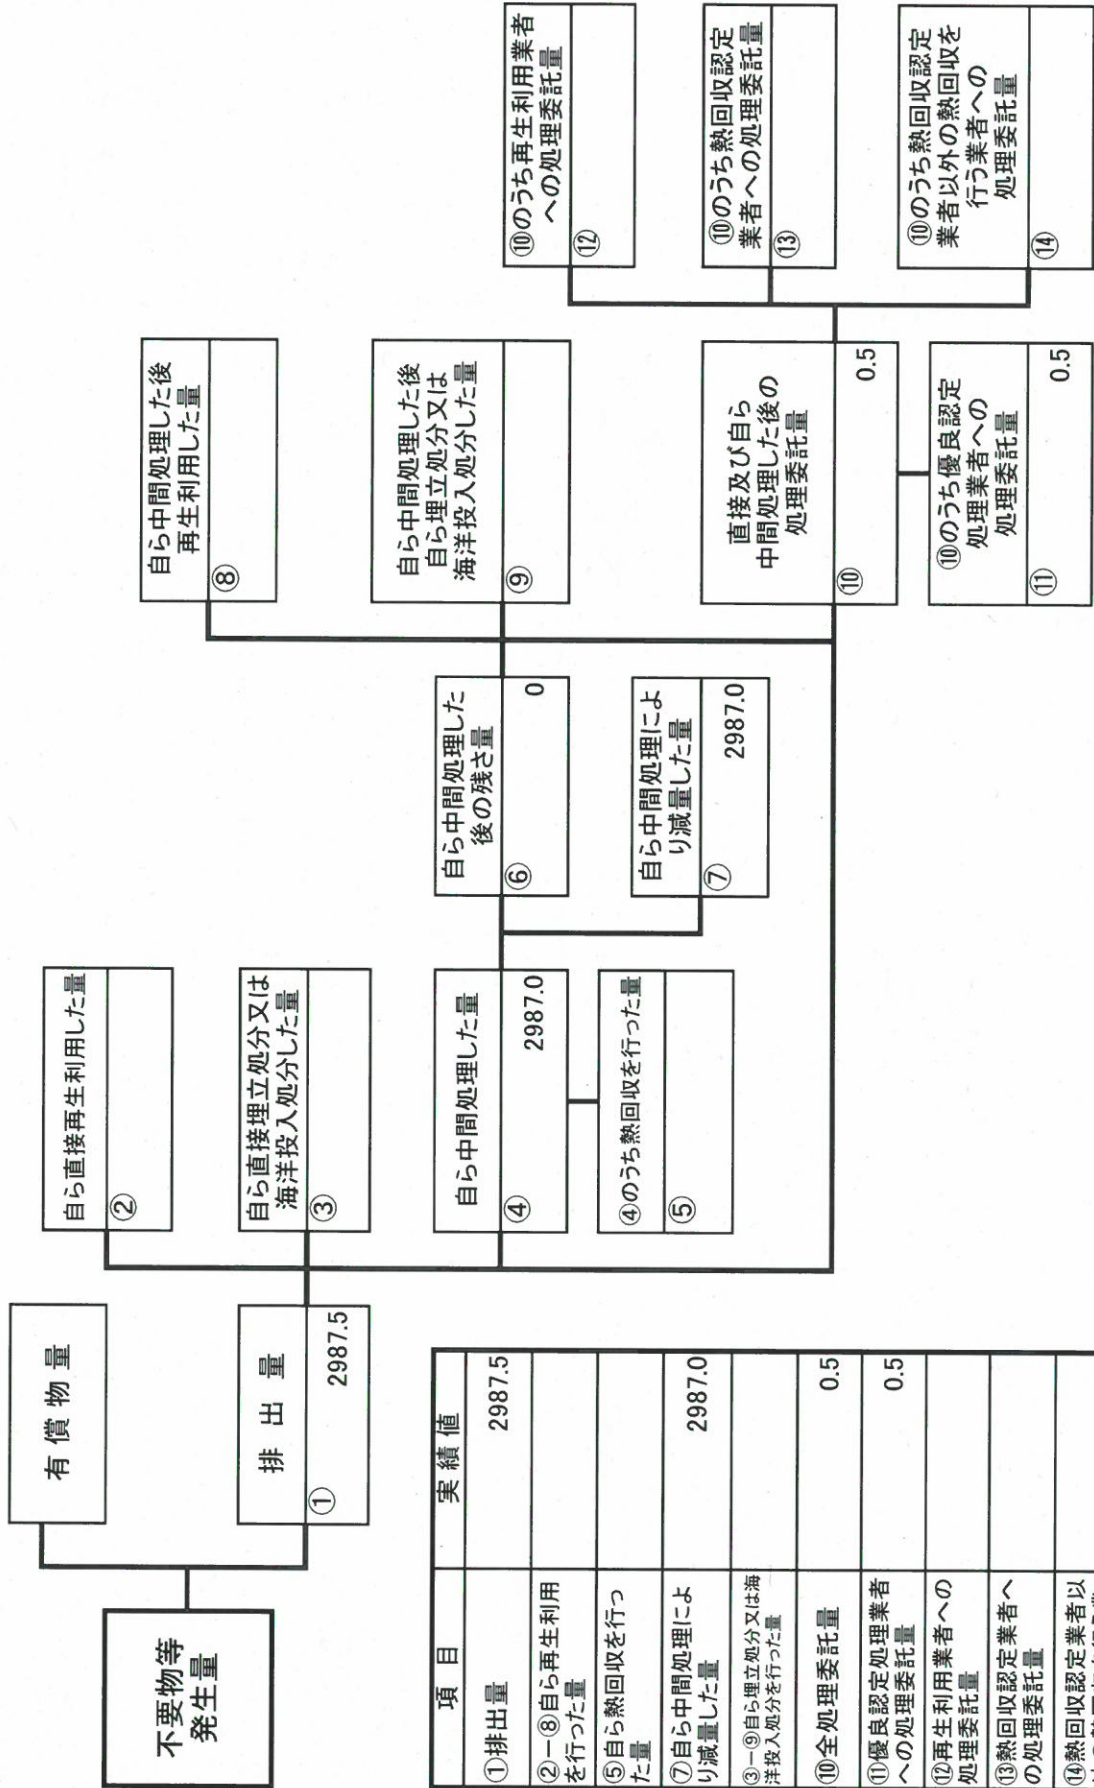 不要物等
発生量
有 償 物 量
排 出 量
①
2987.5
自ら直接再生利用した量
②
自ら直接埋立処分又は
海洋投入処分した量
③
自ら中間処理した量
④
2987.0
④のうち熱回収を行った量
⑤
自ら中間処理した
後の残さ量
⑥
0
自ら中間処理によ
り減量した量
⑦
2987.0
自ら中間処理した後
再生利用した量
⑧
自ら中間処理した後
自ら埋立処分又は
海洋投入処分した量
⑨
直接及び自ら
中間処理した後の
処理委託量
⑩
0.5
⑩のうち優良認定
処理業者への
処理委託量
⑪
0.5
⑩のうち再生利用業者
への処理委託量
⑫
⑩のうち熱回収認定
業者への処理委託量
⑬
⑩のうち熱回収認定
業者以外の熱回収を
行う業者への
処理委託量
⑭
項 目
実 績 値
①排出量
2987.5
②ー⑧自ら再生利用
を行った量
⑤自ら熱回収を行っ
た量
⑦自ら中間処理によ
り減量した量
2987.0
③ー⑨自ら埋立処分又は海
洋投入処分を行った量
⑩全処理委託量
0.5
⑪優良認定処理業者
への処理委託量
0.5
⑫再生利用業者への
処理委託量
⑬熱回収認定業者へ
の処理委託量
⑭熱回収認定業者以